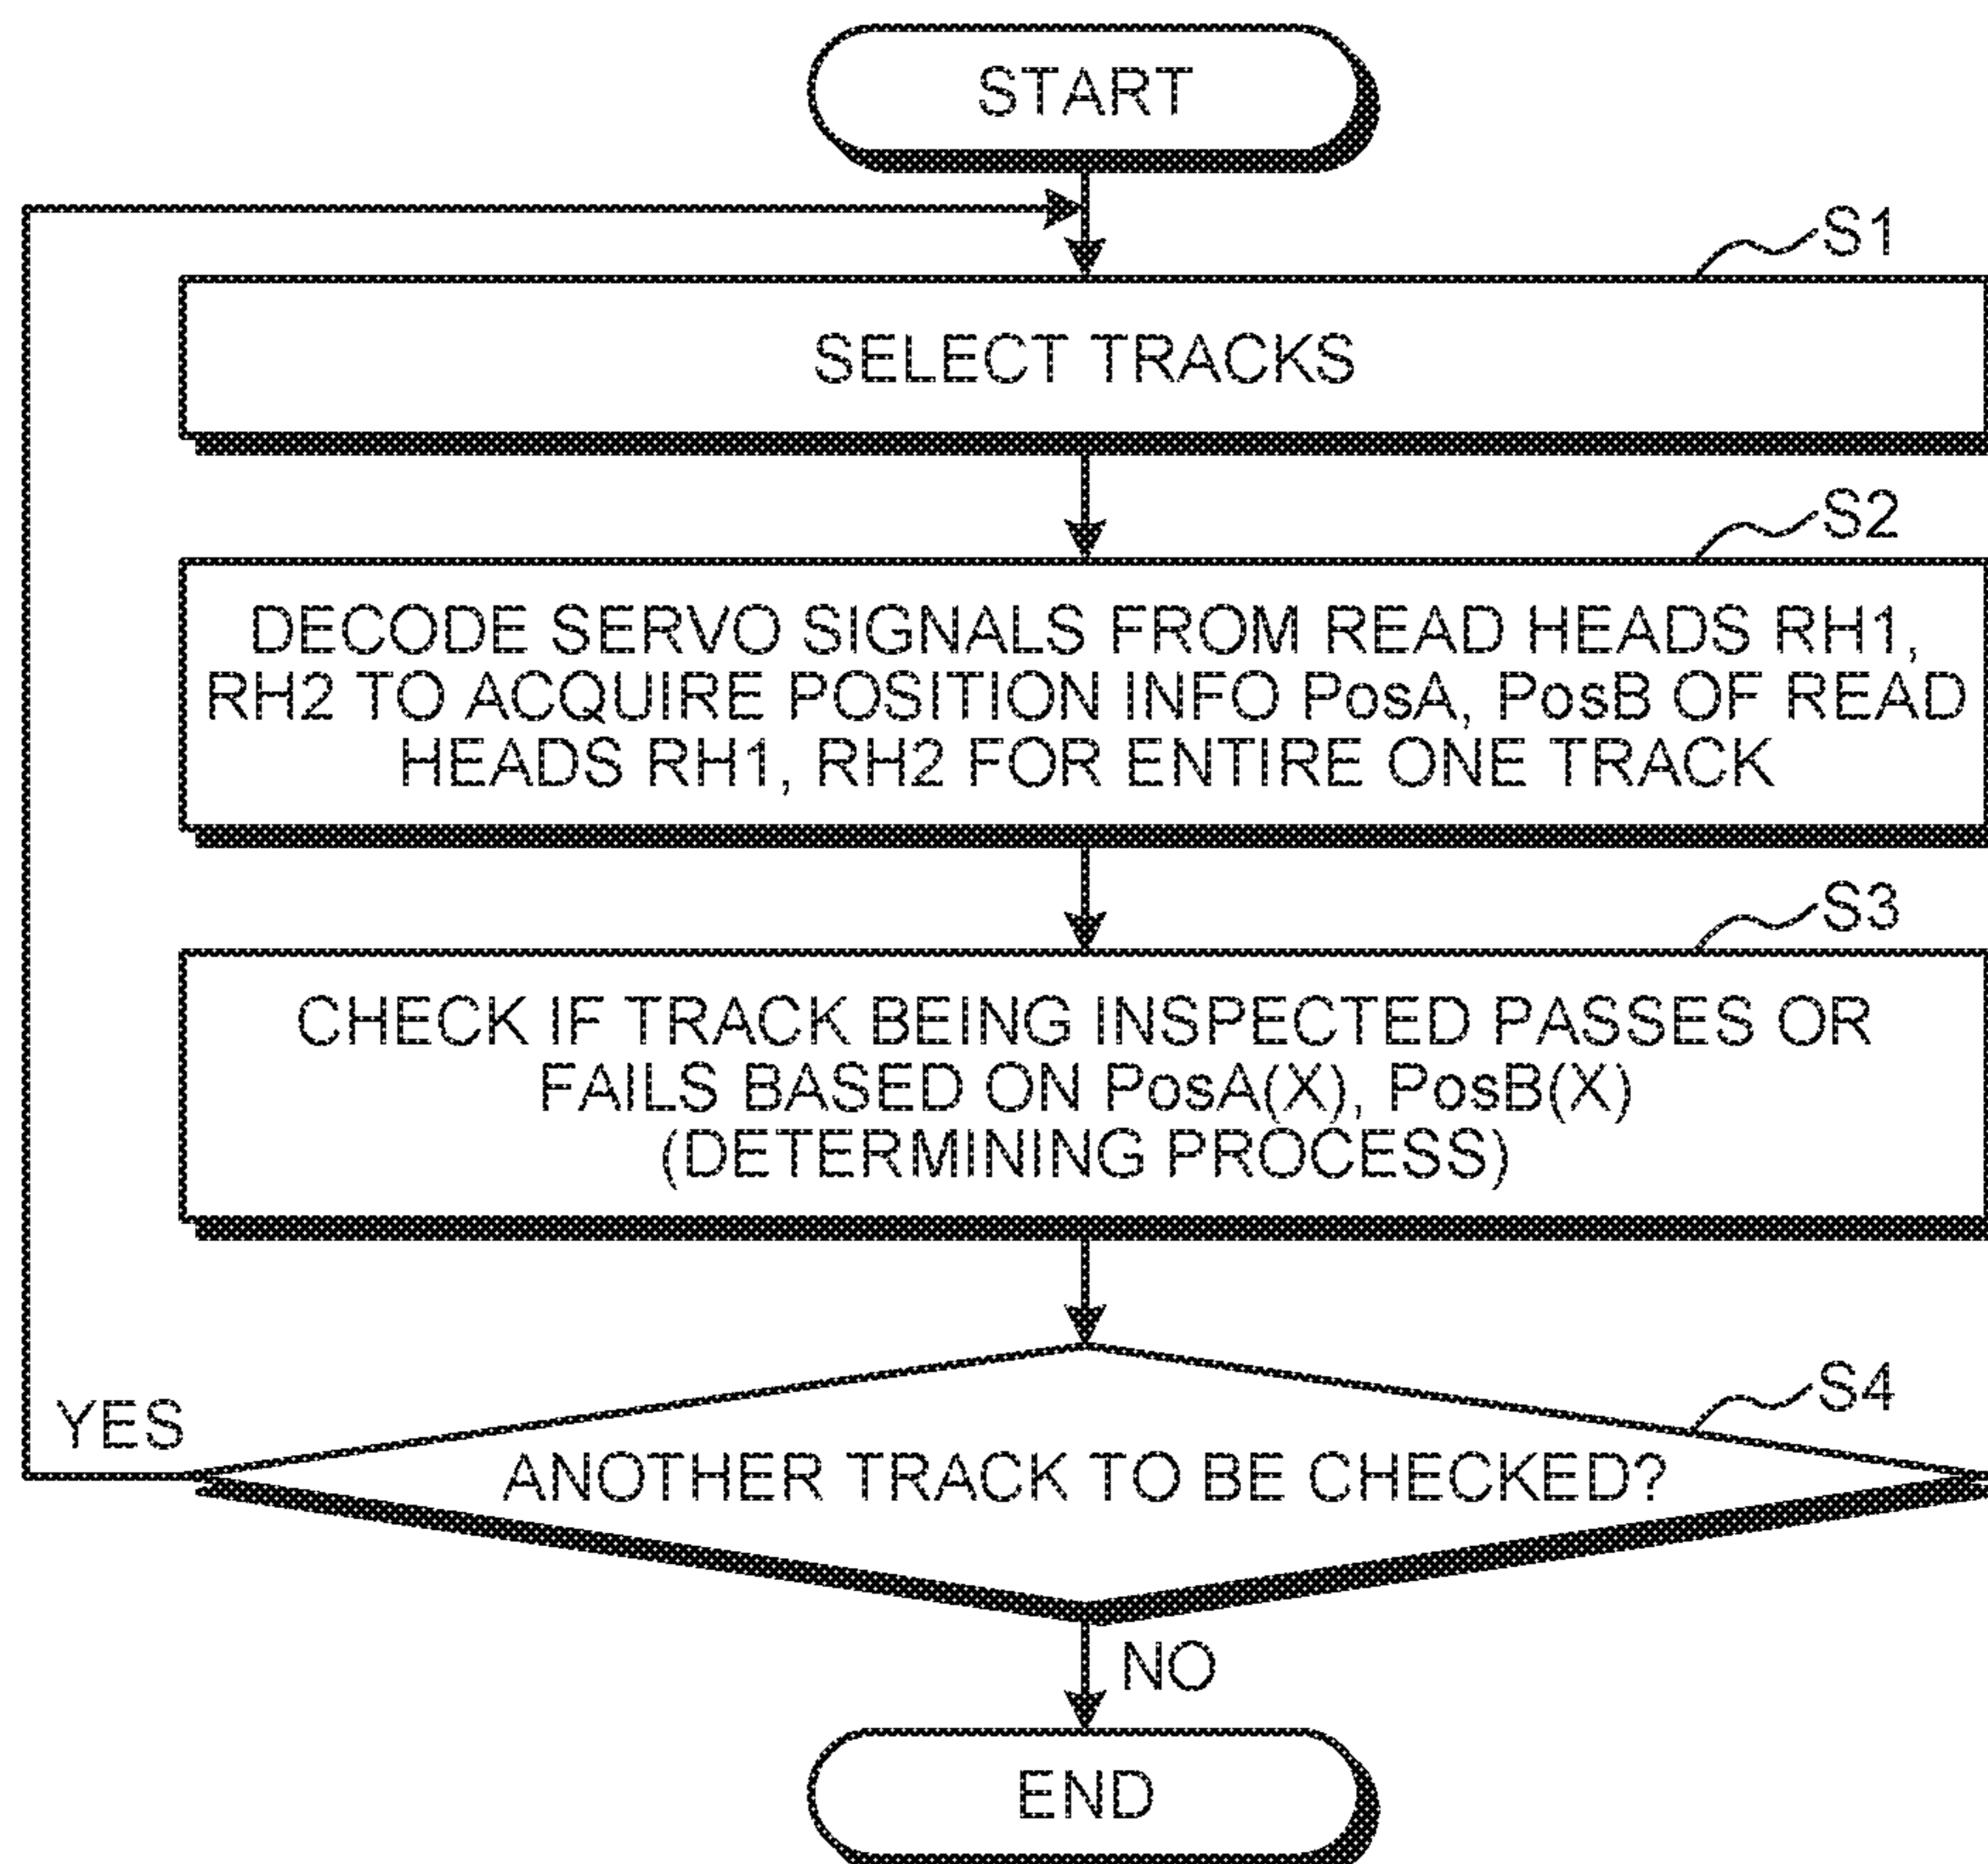 START
S1
SELECT TRACKS
S2
DECODE SERVO SIGNALS FROM READ HEADS RH1,
RH2 TO ACQUIRE POSITION INFO PosA, PosB OF READ
HEADS RH1, RH2 FOR ENTIRE ONE TRACK
S3
CHECK IF TRACK BEING INSPECTED PASSES OR
FAILS BASED ON PosA(X), PosB(X)
(DETERMINING PROCESS)
S4
YES
ANOTHER TRACK TO BE CHECKED?
NO
END